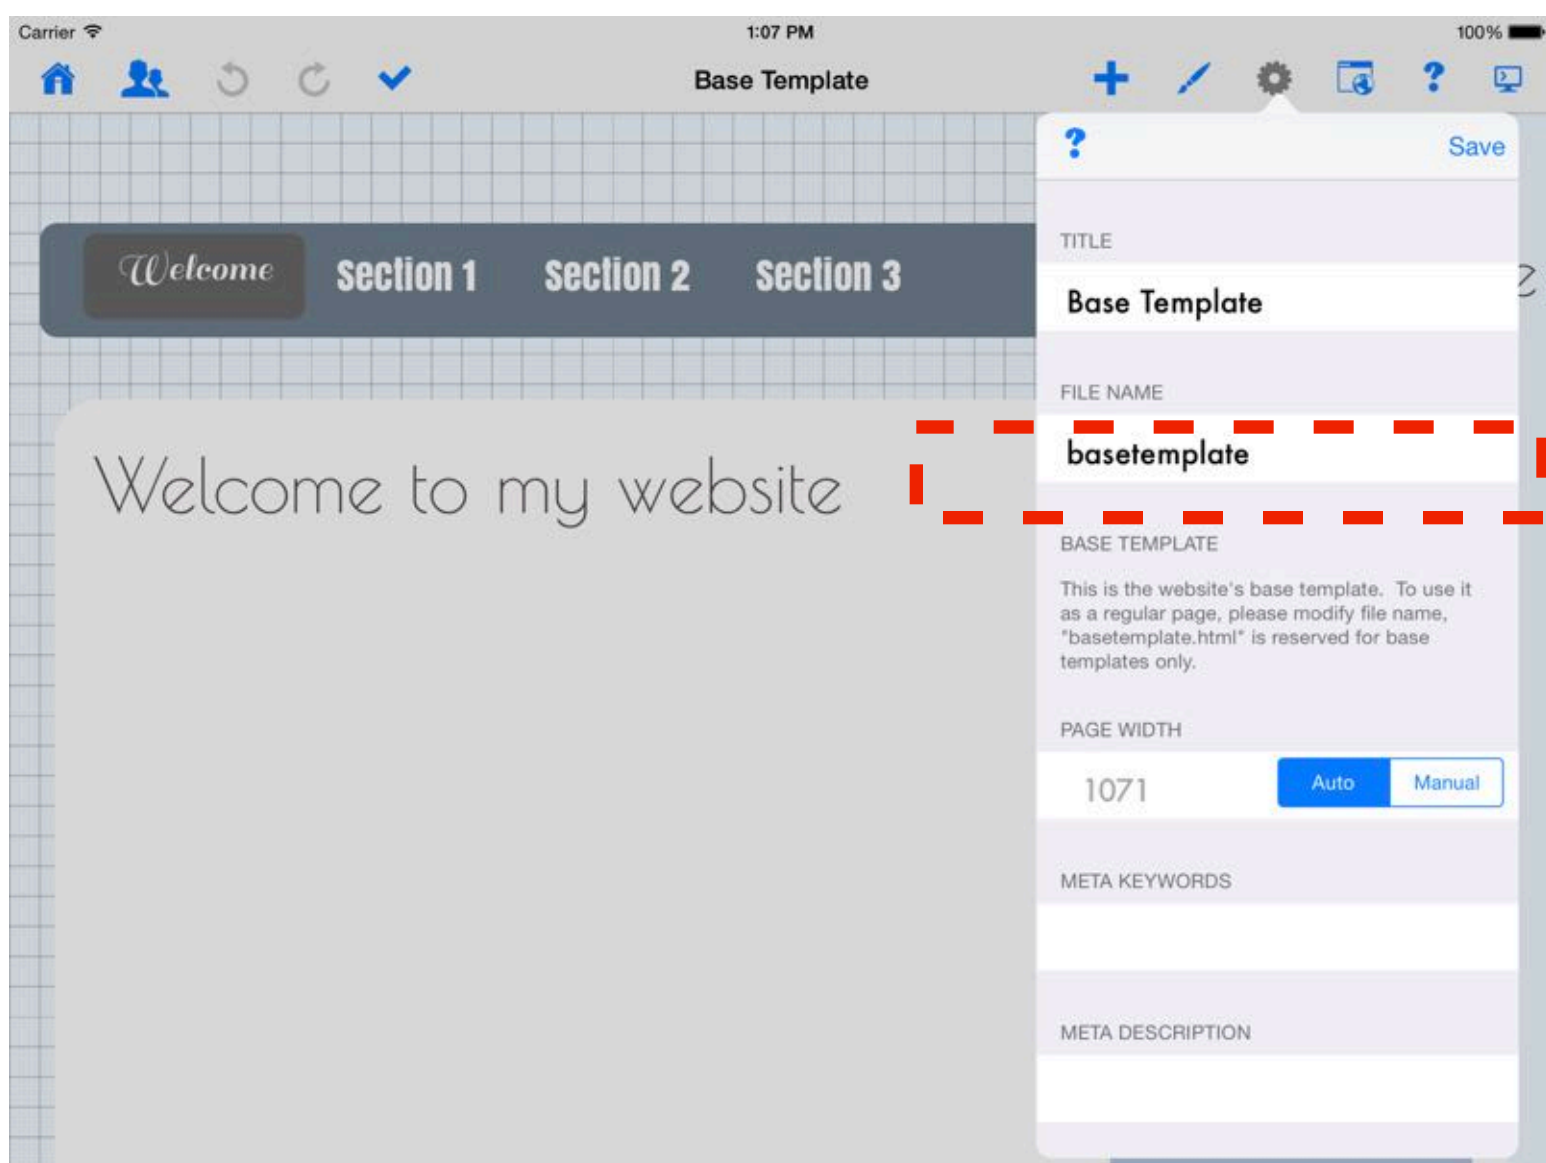 Carrier 1:07 PM 100%
Base Template
? Save
TITLE
Welcome Section 1 Section 2 Section 3
Base Template
FILE NAME
basetemplate
Welcome to my website
BASE TEMPLATE
This is the website's base template. To use it
as a regular page, please modify file name,
"basetemplate.html" is reserved for base
templates only.
PAGE WIDTH
1071 Auto Manual
META KEYWORDS
META DESCRIPTION